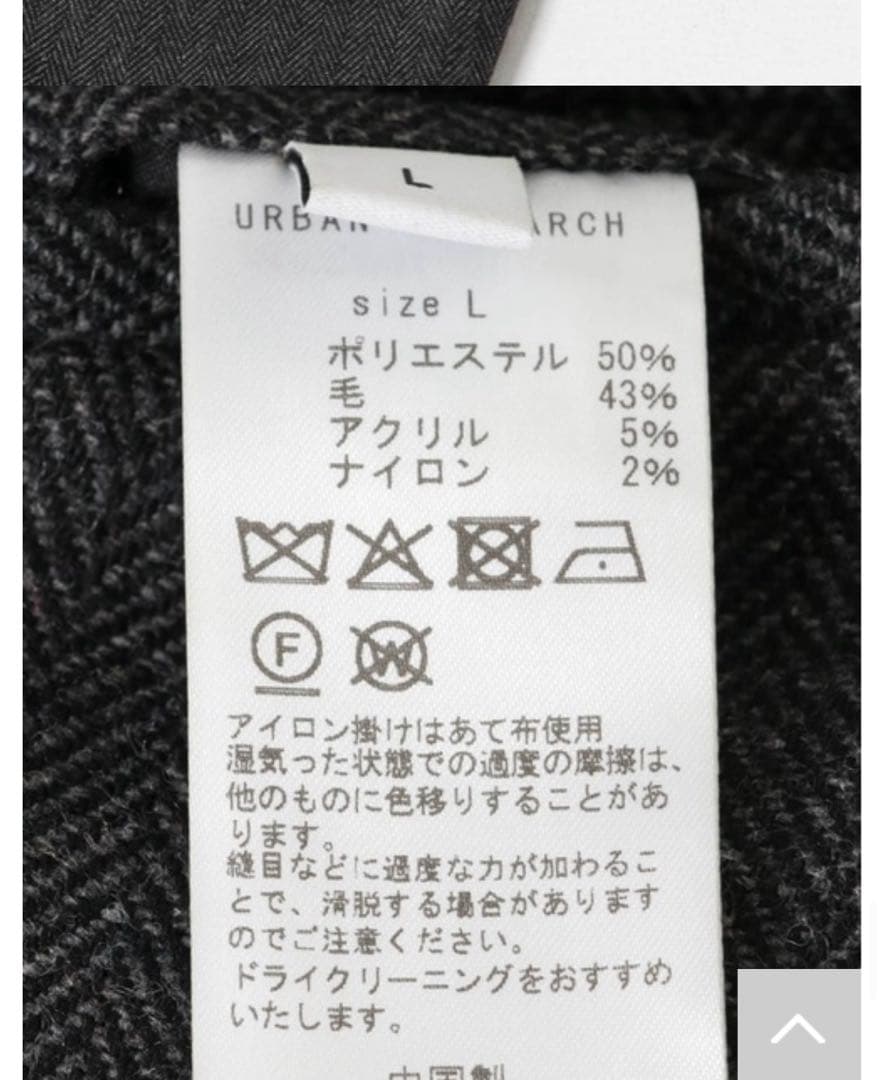 L
URBAN ARCH
size L
ポリエステル 50%
毛 43%
アクリル 5%
ナイロン 2%
F W
アイロン掛けはあて布使用
湿気った状態での過度の摩擦は、
他のものに色移りすることがあ
ります。
縫目などに過度な力が加わるこ
とで、滑脱する場合があります
のでご注意ください。
ドライクリーニングをおすすめ
いたします。
中国製